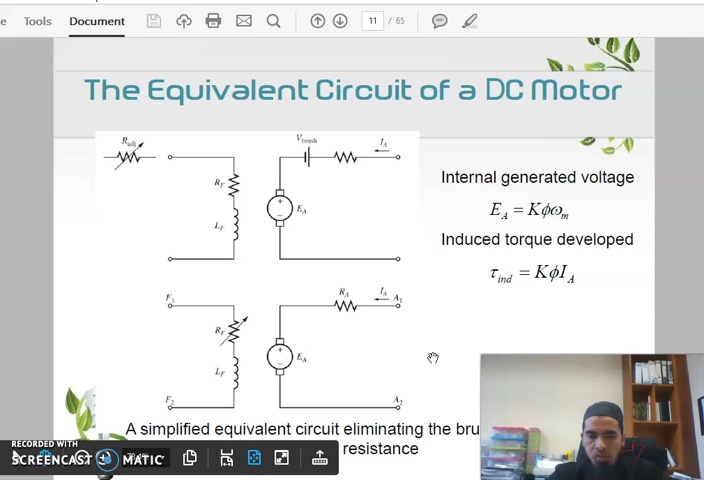 Tools Document 11 / 65
The Equivalent Circuit of a DC Motor
R_adj V_brush I_A
R_F E_A
L_F
Internal generated voltage
E_A = Kϕω_m
Induced torque developed
τ_ind = KϕI_A
F_1 R_A I_A A_1
R_F E_A
L_F
F_2 A_2
A simplified equivalent circuit eliminating the bru
resistance
RECORDED WITH
SCREENCAST MATIC